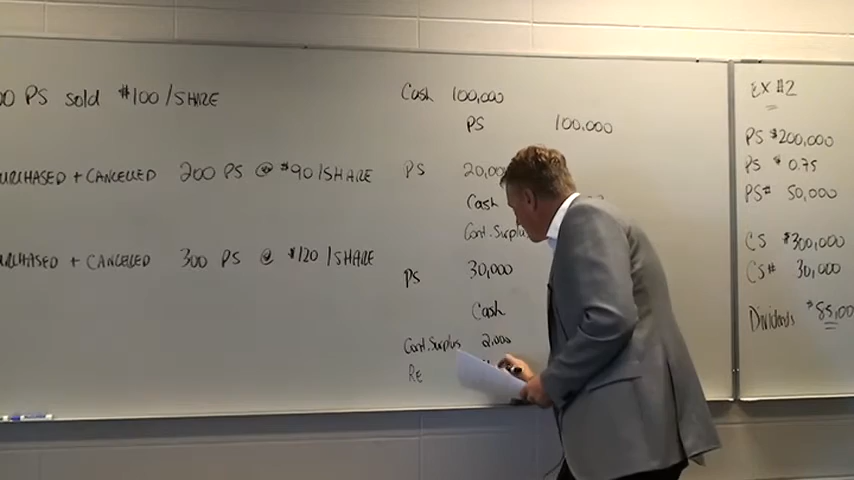 00 PS sold $100/SHARE
URCHASED + CANCELLED 200 PS @ $90/SHARE
URCHASED + CANCELLED 300 PS @ $120/SHARE
Cash 100,000
PS 100,000
PS 20,000
Cash
Cont. Surplus
PS 30,000
Cash
Cont. Surplus 2,000
RE
EX #2
PS $200,000
PS $0.75
PS# 50,000
CS $300,000
CS# 30,000
Dividends $85,00